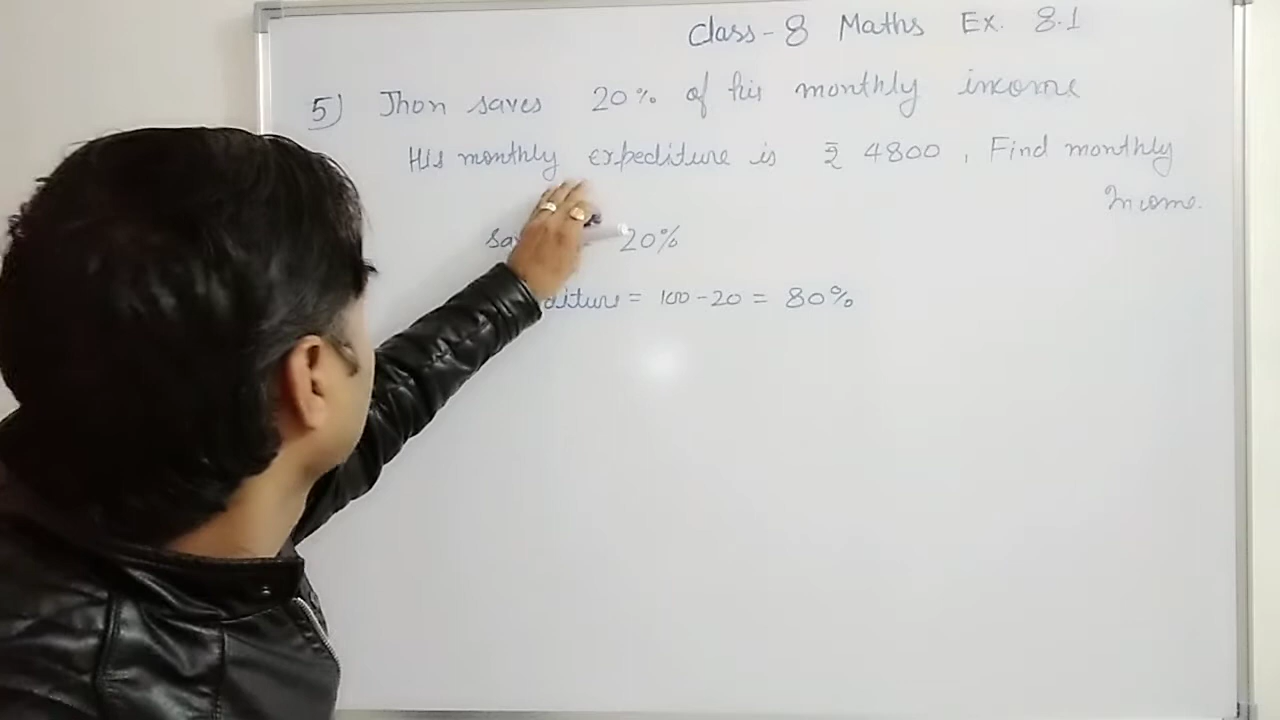 Class-8 Maths Ex. 8.1
5) Jhon saves 20% of his monthly income
His monthly expediture is ₹ 4800, Find monthly
Income.
20%
= 100-20 = 80%